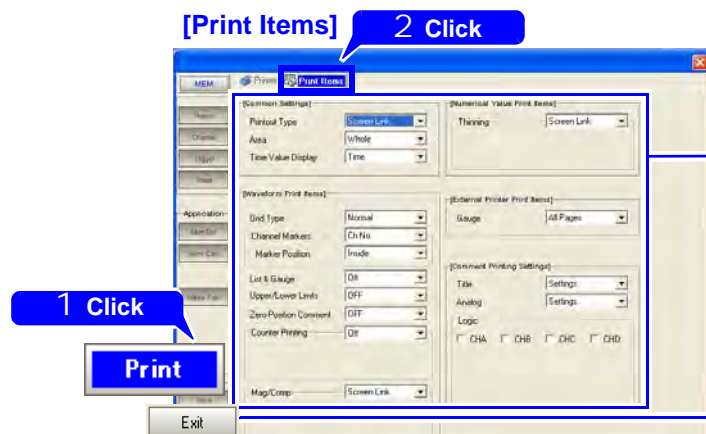 [Print Items]
2 Click
MEM
Printer
Print Items
[Common Settings]
Printout Type
Screen Link
Area
Whole
Time Value Display
Time
[Numerical Value Print Items]
Thinning
Screen Link
[Waveform Print Items]
Grid Type
Normal
Channel Markers
Ch No
Marker Position
Inside
List & Gauge
Off
Upper/Lower Limits
OFF
Zero Position Comment
OFF
Counter Printing
Off
Mag/Comp
Screen Link
[External Printer Print Items]
Gauge
All Pages
[Comment Printing Settings]
Title
Settings
Analog
Settings
Logic
CHA
CHB
CHC
CHD
Application
1 Click
Print
Exit